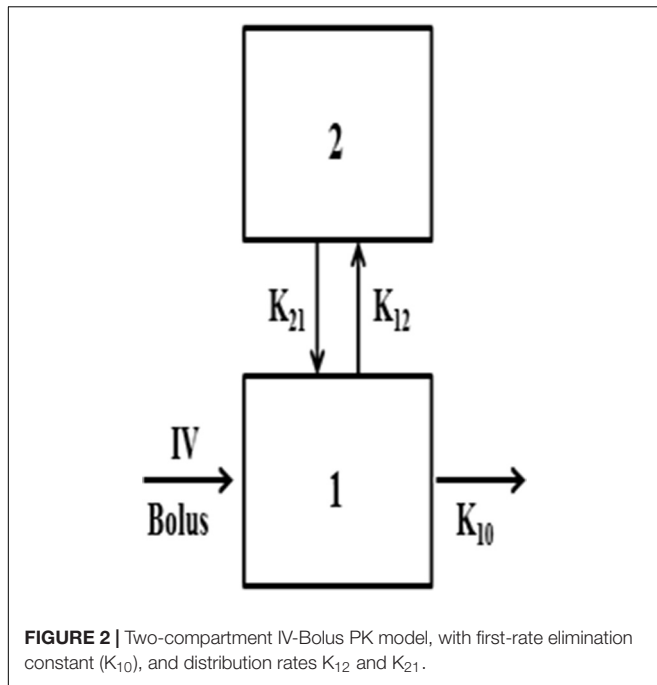 2
K₂₁ K₁₂
IV
Bolus
1
K₁₀
FIGURE 2 | Two-compartment IV-Bolus PK model, with first-rate elimination
constant (K₁₀), and distribution rates K₁₂ and K₂₁.